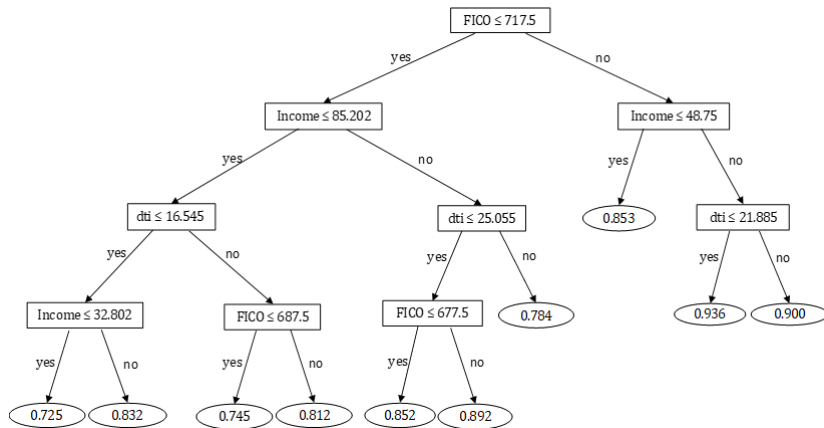 FICO ≤ 717.5
yes
no
Income ≤ 85.202
Income ≤ 48.75
yes
no
yes
no
dti ≤ 16.545
dti ≤ 25.055
0.853
dti ≤ 21.885
yes
no
yes
no
yes
no
Income ≤ 32.802
FICO ≤ 687.5
FICO ≤ 677.5
0.784
0.936
0.900
yes
no
yes
no
yes
no
0.725
0.832
0.745
0.812
0.852
0.892